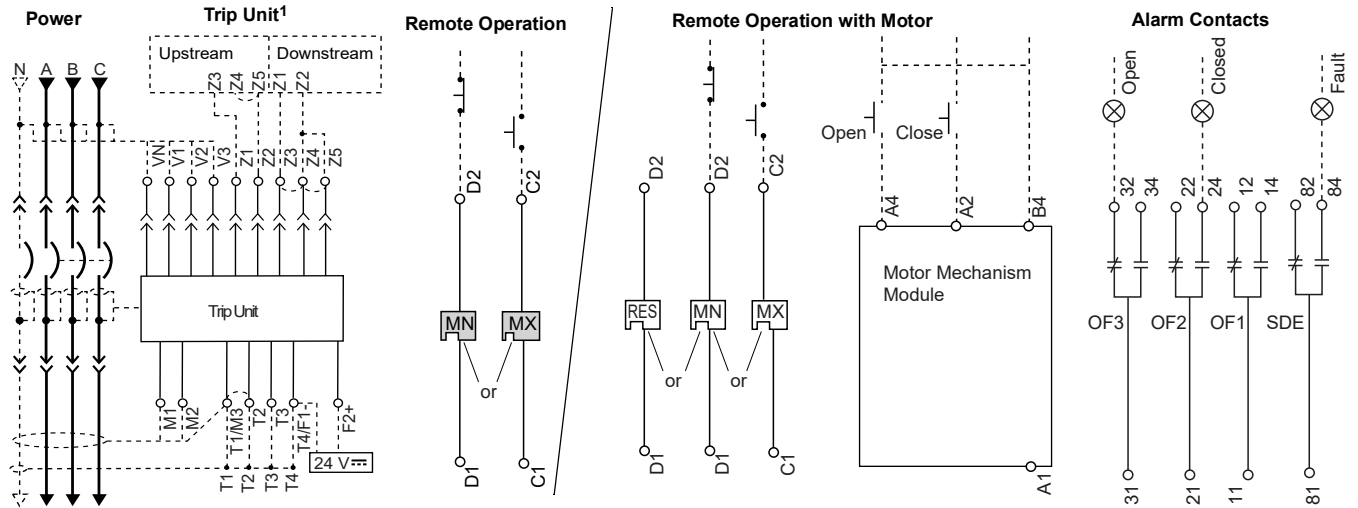 Power
Trip Unit1
Remote Operation
Remote Operation with Motor
Alarm Contacts
Upstream
Downstream
N
A
B
C
Z3
Z4
Z5
Z1
Z2
VN
V1
V2
V3
Z1
Z2
Z3
Z4
Z5
Trip Unit
M1
M2
T1/M3
T2
T3
T4/F1-
F2+
24 V
T1
T2
T3
T4
D2
C2
MN
MX
or
D1
C1
D2
D2
C2
RES
MN
MX
or
or
D1
D1
C1
Open
Close
A4
A2
B4
Motor Mechanism
Module
A1
Open
Closed
Fault
32
34
22
24
12
14
82
84
OF3
OF2
OF1
SDE
31
21
11
81